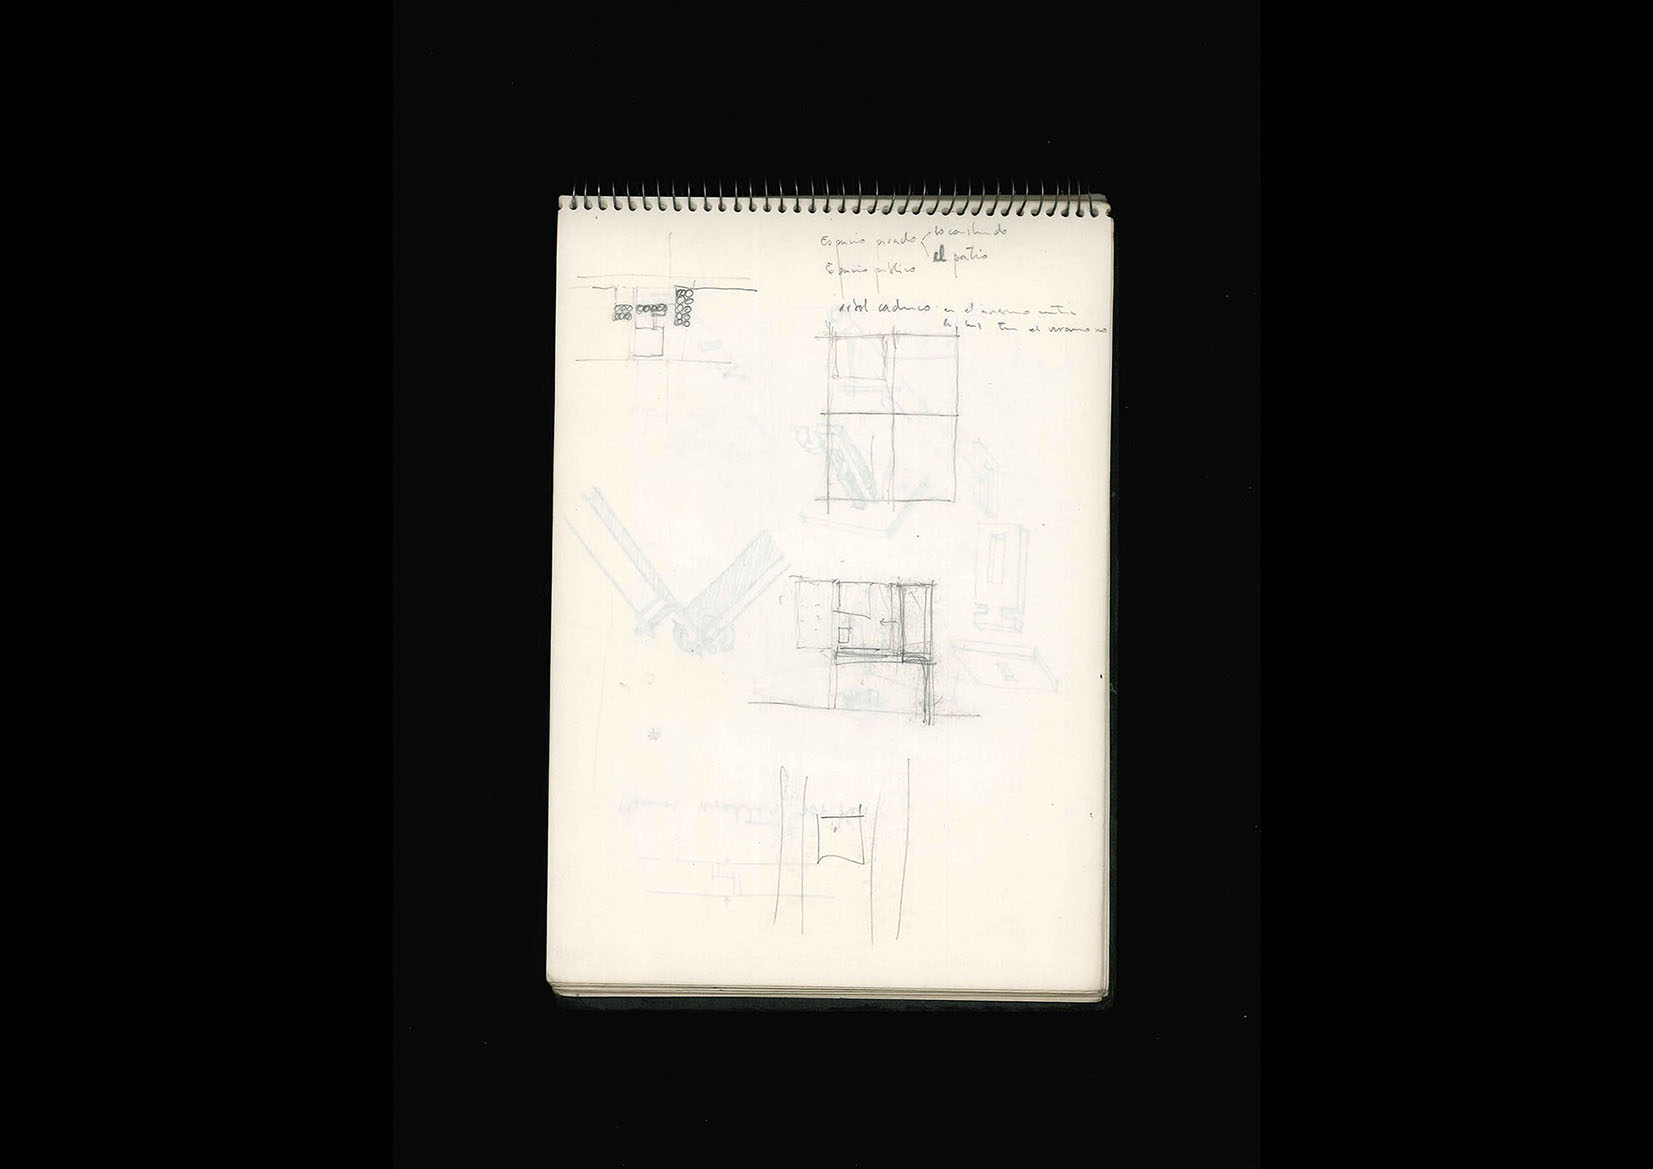 Espacio privado lo construido
el patio
Espacio público
árbol caduco en el invierno entra
la luz en el verano no